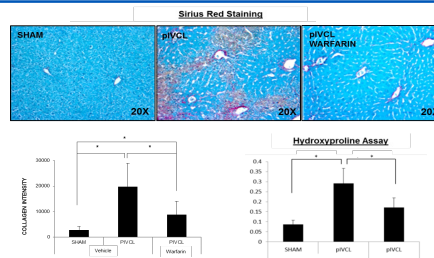 Sirius Red Staining
SHAM
pIVCL
pIVCL
WARFARIN
20X
20X
20X
*
*
*
30000
20000
10000
0
COLLAGEN INTENSITY
SHAM
PIVCL
PIVCL
Vehicle
Warfarin
Hydroxyproline Assay
*
*
0.4
0.35
0.3
0.25
0.2
0.15
0.1
0.05
0
SHAM
pIVCL
pIVCL